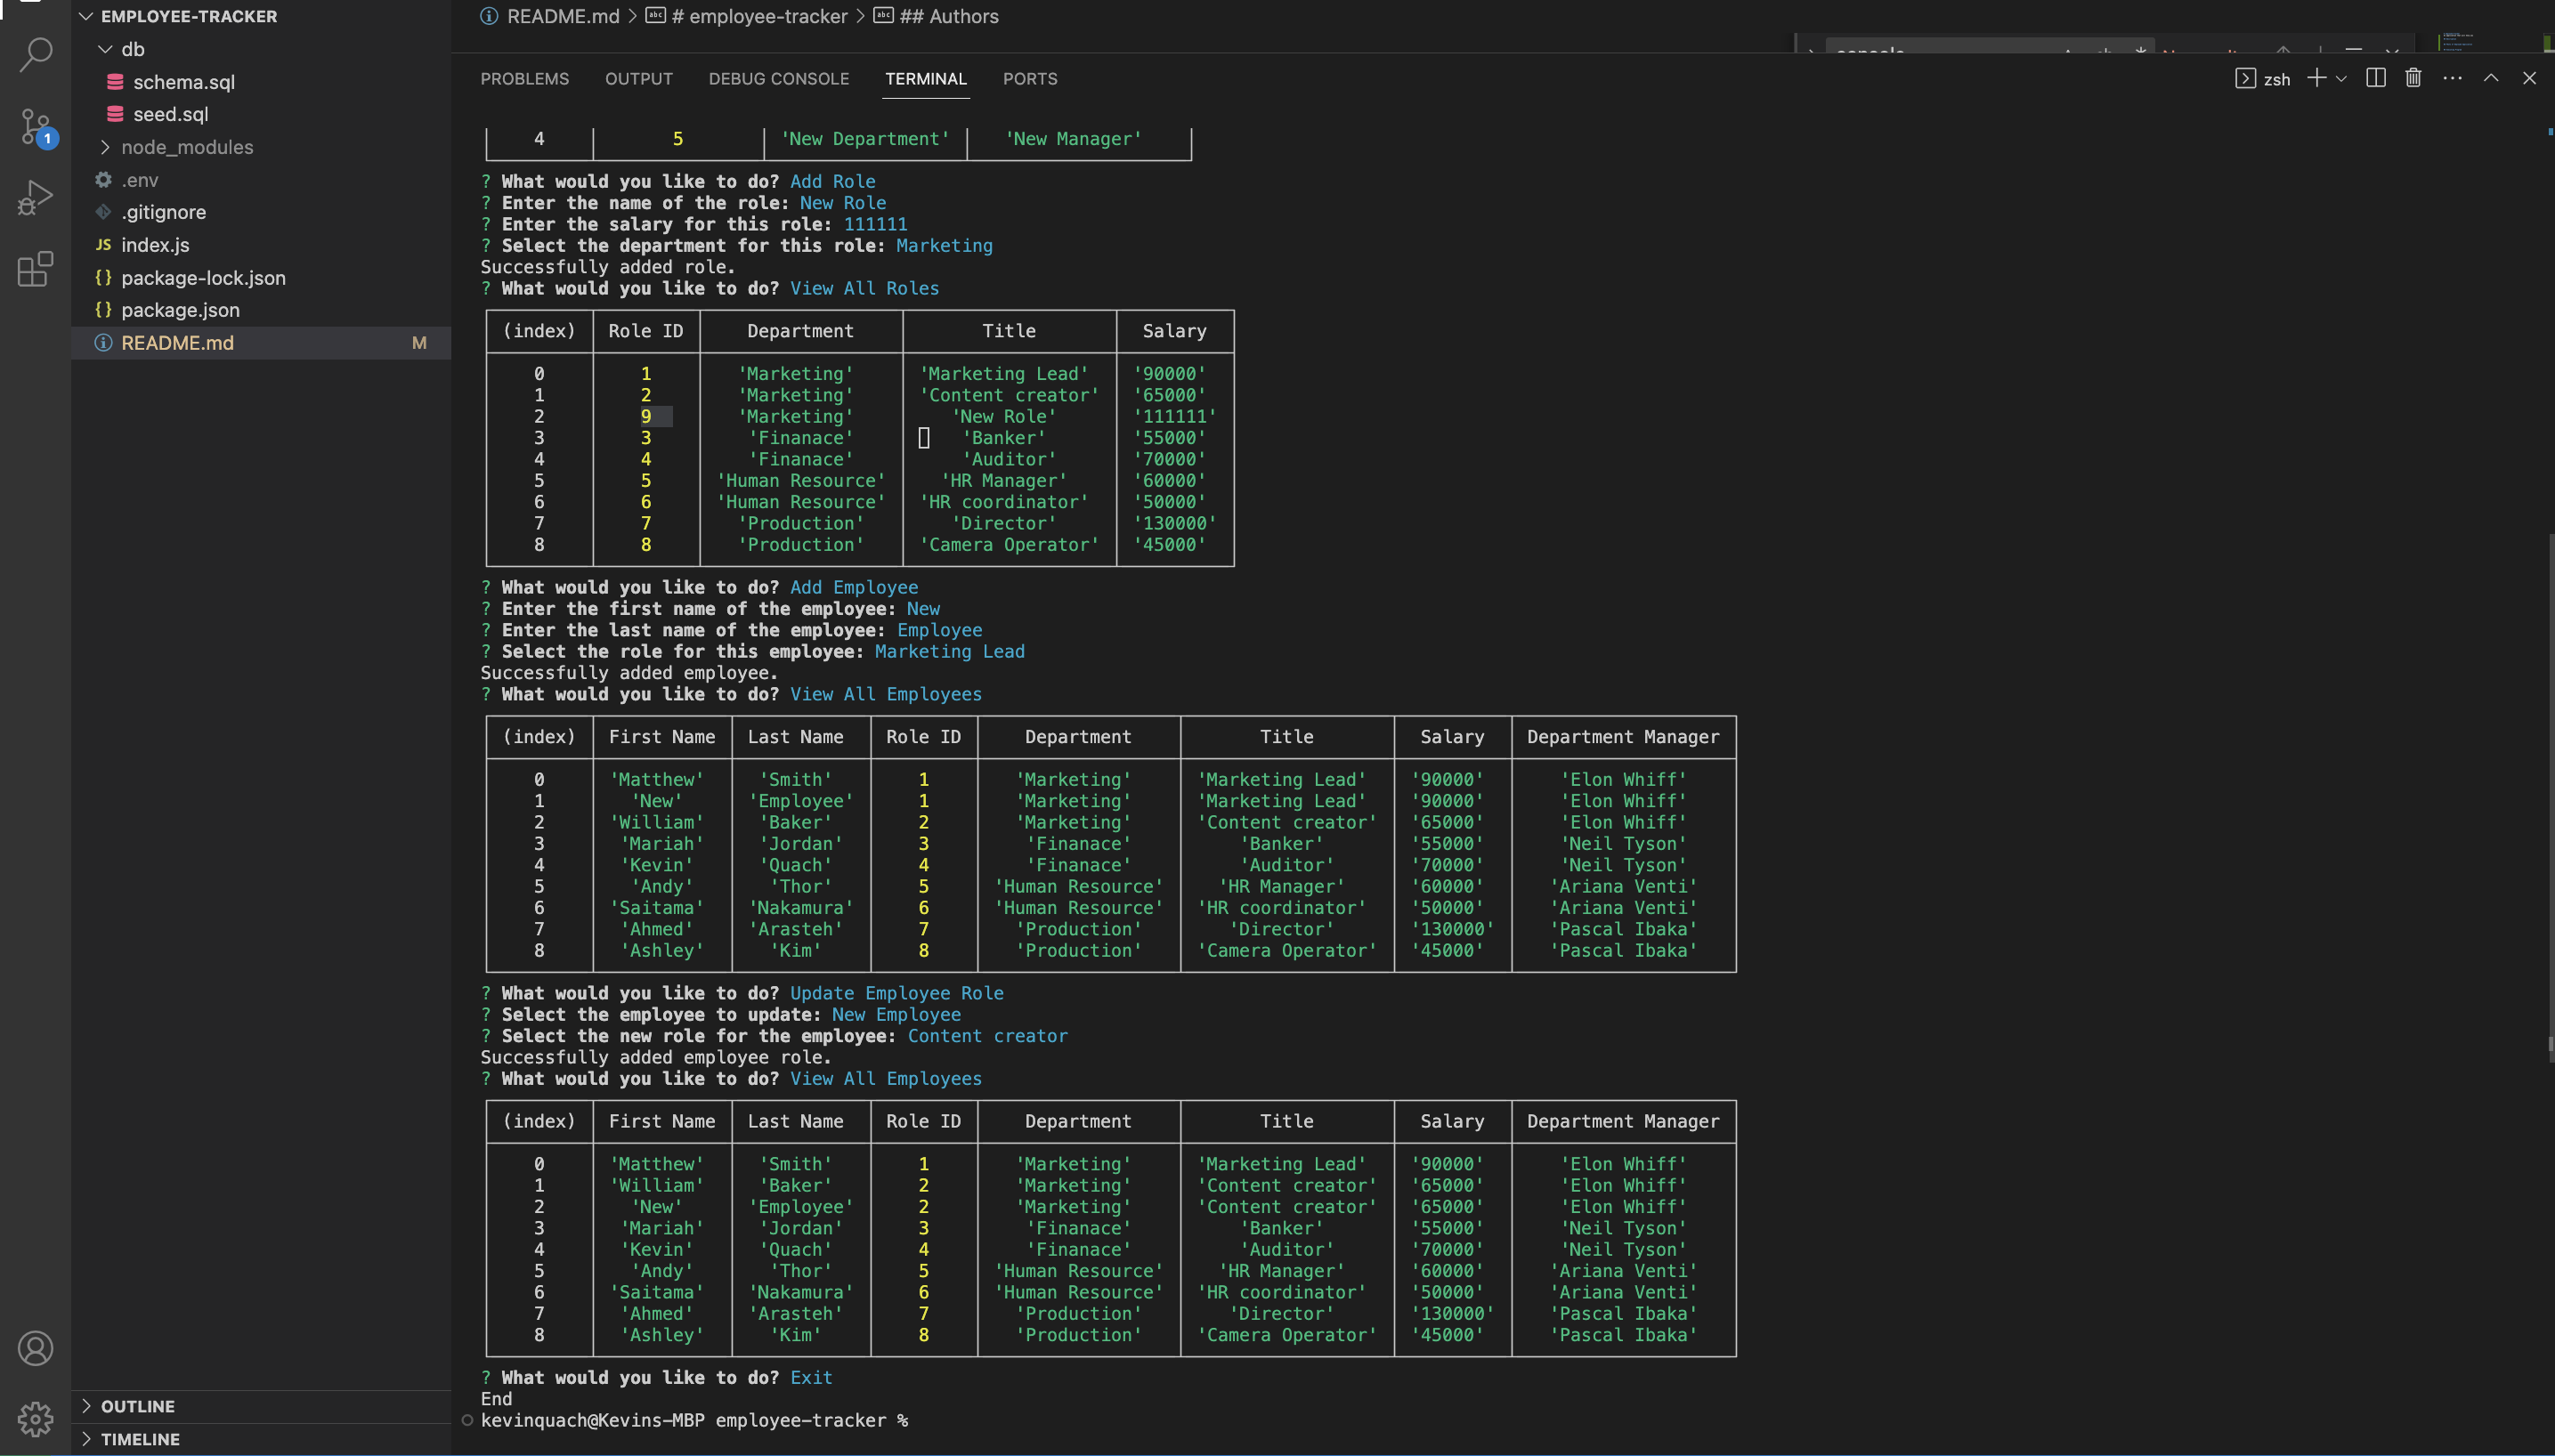 EMPLOYEE-TRACKER
db
schema.sql
seed.sql
node_modules
.env
.gitignore
JS index.js
{} package-lock.json
{} package.json
README.md M
1
OUTLINE
TIMELINE
README.md > # employee-tracker > ## Authors
PROBLEMS OUTPUT DEBUG CONSOLE TERMINAL PORTS
zsh
4 5 'New Department' 'New Manager'
? What would you like to do? Add Role
? Enter the name of the role: New Role
? Enter the salary for this role: 111111
? Select the department for this role: Marketing
Successfully added role.
? What would you like to do? View All Roles
(index) Role ID Department Title Salary
0 1 'Marketing' 'Marketing Lead' '90000'
1 2 'Marketing' 'Content creator' '65000'
2 9 'Marketing' 'New Role' '111111'
3 3 'Finanace' 'Banker' '55000'
4 4 'Finanace' 'Auditor' '70000'
5 5 'Human Resource' 'HR Manager' '60000'
6 6 'Human Resource' 'HR coordinator' '50000'
7 7 'Production' 'Director' '130000'
8 8 'Production' 'Camera Operator' '45000'
? What would you like to do? Add Employee
? Enter the first name of the employee: New
? Enter the last name of the employee: Employee
? Select the role for this employee: Marketing Lead
Successfully added employee.
? What would you like to do? View All Employees
(index) First Name Last Name Role ID Department Title Salary Department Manager
0 'Matthew' 'Smith' 1 'Marketing' 'Marketing Lead' '90000' 'Elon Whiff'
1 'New' 'Employee' 1 'Marketing' 'Marketing Lead' '90000' 'Elon Whiff'
2 'William' 'Baker' 2 'Marketing' 'Content creator' '65000' 'Elon Whiff'
3 'Mariah' 'Jordan' 3 'Finanace' 'Banker' '55000' 'Neil Tyson'
4 'Kevin' 'Quach' 4 'Finanace' 'Auditor' '70000' 'Neil Tyson'
5 'Andy' 'Thor' 5 'Human Resource' 'HR Manager' '60000' 'Ariana Venti'
6 'Saitama' 'Nakamura' 6 'Human Resource' 'HR coordinator' '50000' 'Ariana Venti'
7 'Ahmed' 'Arasteh' 7 'Production' 'Director' '130000' 'Pascal Ibaka'
8 'Ashley' 'Kim' 8 'Production' 'Camera Operator' '45000' 'Pascal Ibaka'
? What would you like to do? Update Employee Role
? Select the employee to update: New Employee
? Select the new role for the employee: Content creator
Successfully added employee role.
? What would you like to do? View All Employees
(index) First Name Last Name Role ID Department Title Salary Department Manager
0 'Matthew' 'Smith' 1 'Marketing' 'Marketing Lead' '90000' 'Elon Whiff'
1 'William' 'Baker' 2 'Marketing' 'Content creator' '65000' 'Elon Whiff'
2 'New' 'Employee' 2 'Marketing' 'Content creator' '65000' 'Elon Whiff'
3 'Mariah' 'Jordan' 3 'Finanace' 'Banker' '55000' 'Neil Tyson'
4 'Kevin' 'Quach' 4 'Finanace' 'Auditor' '70000' 'Neil Tyson'
5 'Andy' 'Thor' 5 'Human Resource' 'HR Manager' '60000' 'Ariana Venti'
6 'Saitama' 'Nakamura' 6 'Human Resource' 'HR coordinator' '50000' 'Ariana Venti'
7 'Ahmed' 'Arasteh' 7 'Production' 'Director' '130000' 'Pascal Ibaka'
8 'Ashley' 'Kim' 8 'Production' 'Camera Operator' '45000' 'Pascal Ibaka'
? What would you like to do? Exit
End
kevinquach@Kevins-MBP employee-tracker %